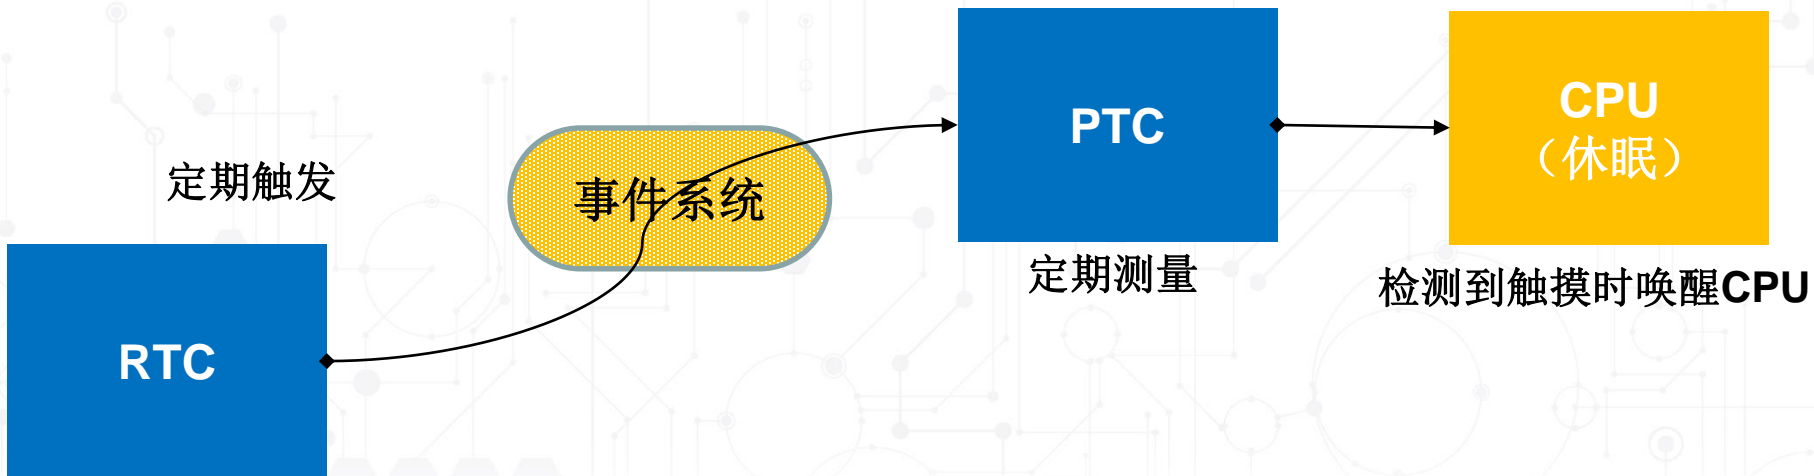 定期触发
RTC
事件系统
PTC
定期测量
CPU
（休眠）
检测到触摸时唤醒CPU